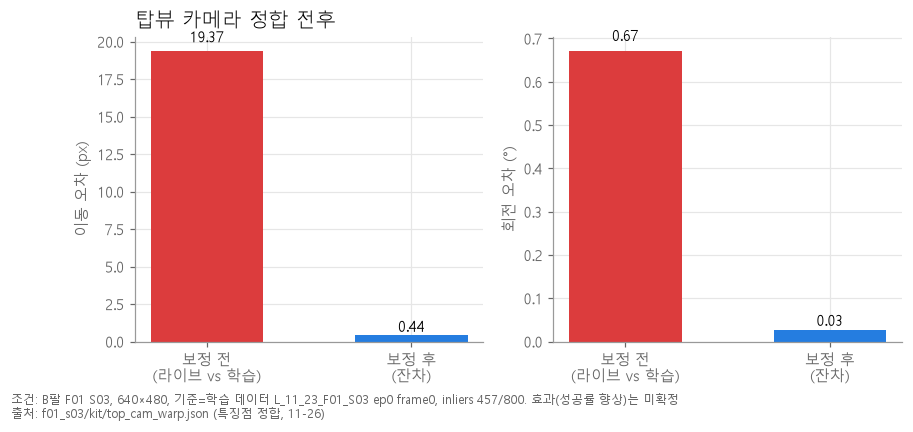 탑뷰 카메라 정합 전후
이동 오차 (px)
20.0
17.5
15.0
12.5
10.0
7.5
5.0
2.5
0.0
19.37
0.44
보정 전
(라이브 vs 학습)
보정 후
(잔차)
회전 오차 (°)
0.7
0.6
0.5
0.4
0.3
0.2
0.1
0.0
0.67
0.03
보정 전
(라이브 vs 학습)
보정 후
(잔차)
조건: B팔 F01 S03, 640×480, 기준=학습 데이터 L_11_23_F01_S03 ep0 frame0, inliers 457/800. 효과(성공률 향상)는 미확정
출처: f01_s03/kit/top_cam_warp.json (특징점 정합, 11-26)